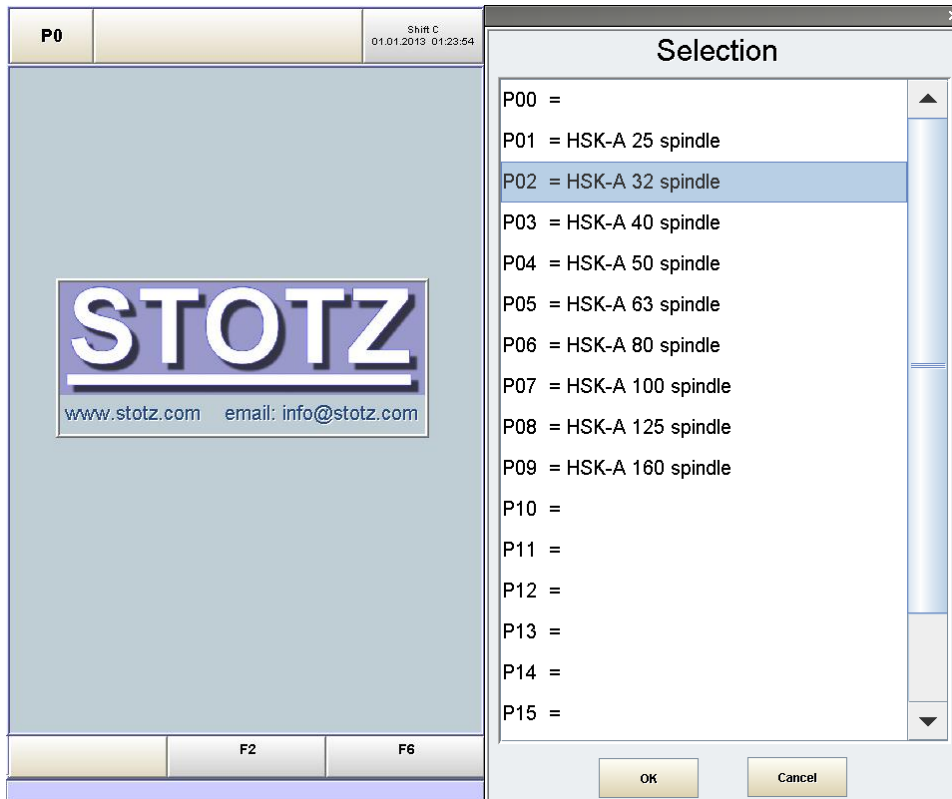 P0
Shift C
01.01.2013 01:23:54
STOTZ
www.stotz.com email: info@stotz.com
F2 F6
x
Selection
P00 =
P01 = HSK-A 25 spindle
P02 = HSK-A 32 spindle
P03 = HSK-A 40 spindle
P04 = HSK-A 50 spindle
P05 = HSK-A 63 spindle
P06 = HSK-A 80 spindle
P07 = HSK-A 100 spindle
P08 = HSK-A 125 spindle
P09 = HSK-A 160 spindle
P10 =
P11 =
P12 =
P13 =
P14 =
P15 =
OK Cancel